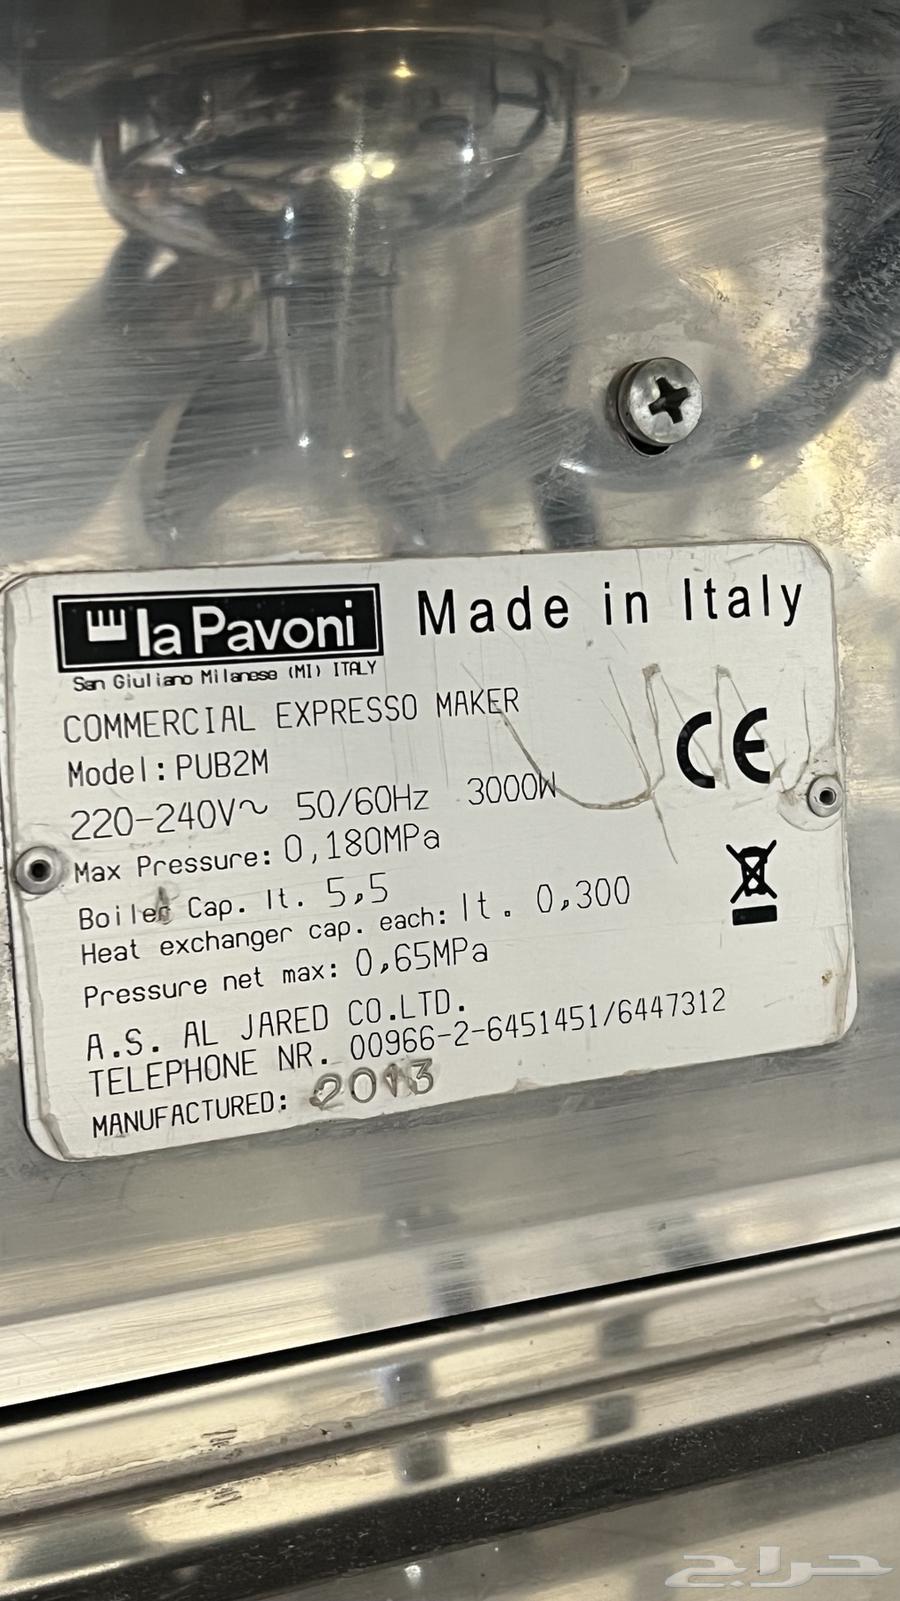 la Pavoni
Made in Italy
San Giuliano Milanese (MI) ITALY
COMMERCIAL EXPRESSO MAKER
Model: PUB2M
220-240V~ 50/60Hz 3000W
Max Pressure: 0,180MPa
Boiler Cap. lt. 5,5
Heat exchanger cap. each: lt. 0,300
Pressure net max: 0,65MPa
A.S. AL JARED CO.LTD.
TELEPHONE NR. 00966-2-6451451/6447312
MANUFACTURED: 2013
CE
حراج